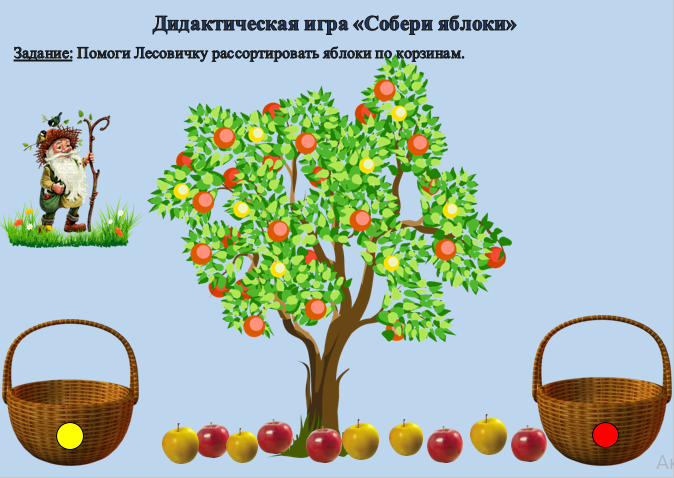 Дидактическая игра «Собери яблоки»
Задание: Помоги Лесовичку рассортировать яблоки по корзинам.